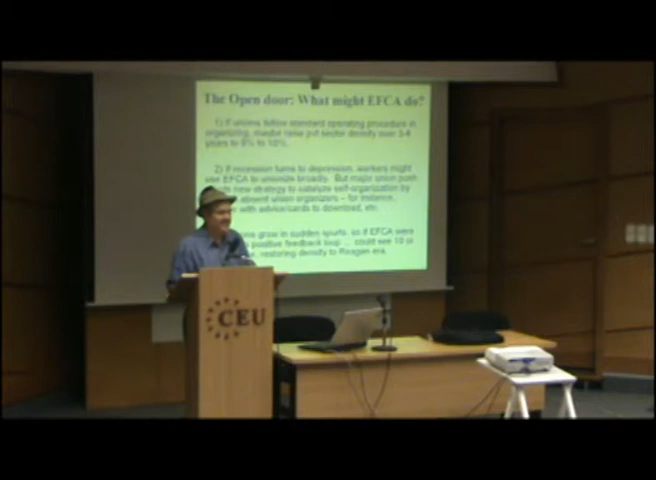 The Open door: What might EFCA do?
1) If unions follow standard operating procedure in
organizing, maybe raise pvt sector density over 3-4
years to 9% to 10%.
2) If recession turns to depression, workers might
use EFCA to unionize broadly. But major union push
new strategy to catalyze self-organization by
absent union organizers – for instance,
with advice/cards to download, etc
grow in sudden spurts, so if EFCA were
positive feedback loop ... could see 10 pt
restoring density to Reagan era.
CEU